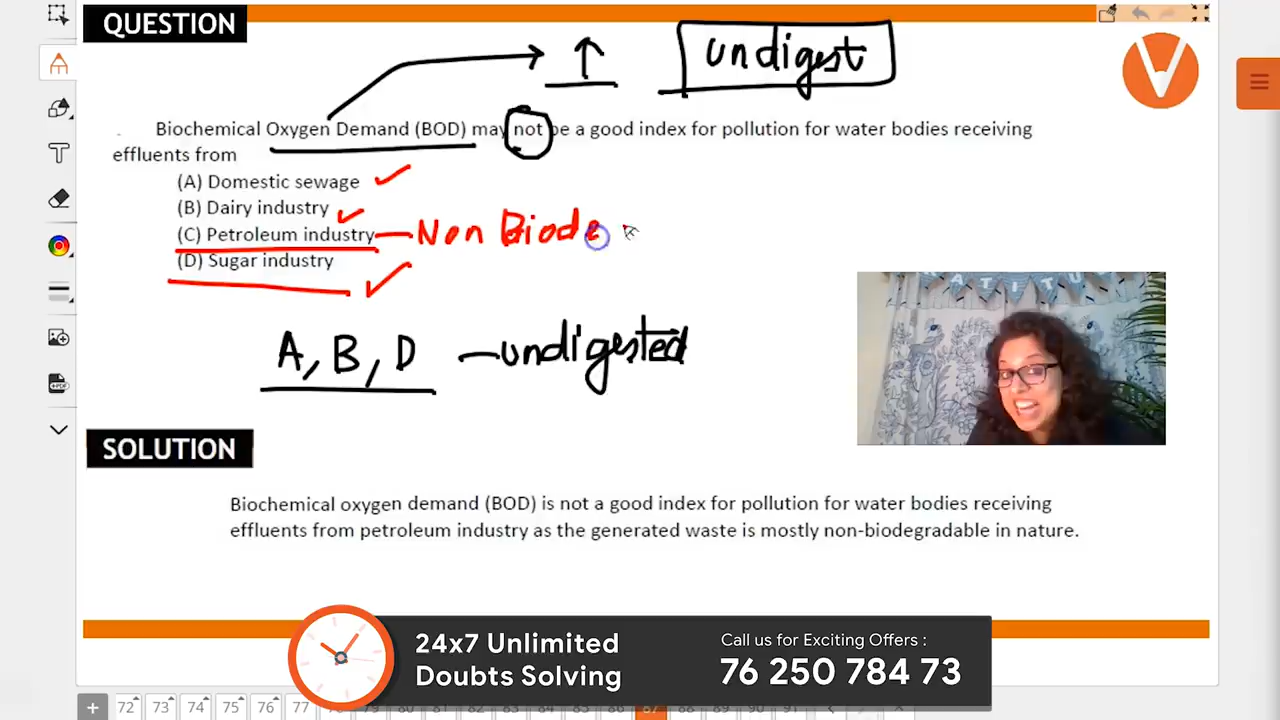 QUESTION
↑ undigest
Biochemical Oxygen Demand (BOD) may not be a good index for pollution for water bodies receiving
effluents from
(A) Domestic sewage
(B) Dairy industry
(C) Petroleum industry — Non Biode
(D) Sugar industry
A, B, D — undigested
SOLUTION
Biochemical oxygen demand (BOD) is not a good index for pollution for water bodies receiving
effluents from petroleum industry as the generated waste is mostly non-biodegradable in nature.
24x7 Unlimited
Doubts Solving
Call us for Exciting Offers :
76 250 784 73
72 73 74 75 76 77 87